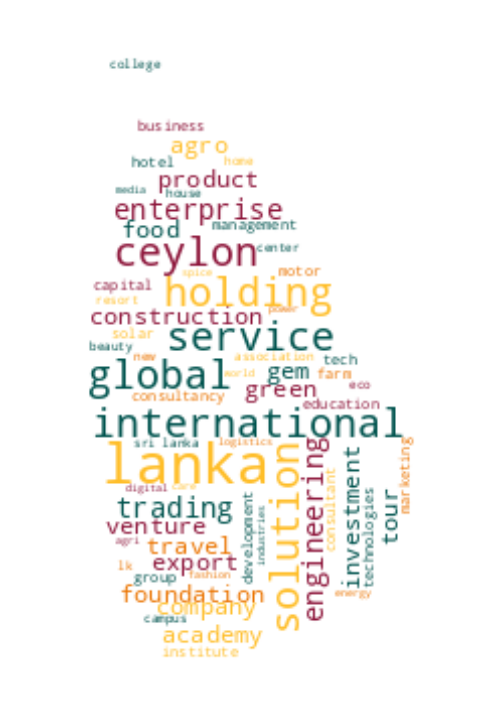 college
business
agro
hotel
home
product
media
house
enterprise
food
management
ceylon
center
spice
motor
capital
holding
resort
construction
power
solar
service
beauty
new
association
tech
global
world
gem
farm
green
eco
consultancy
education
international
sri lanka
logistics
lanka
solution
engineering
consultant
investment
technologies
tour
marketing
digital
care
trading
development
industries
venture
agri
travel
export
lk
group
fashion
foundation
energy
company
campus
academy
institute